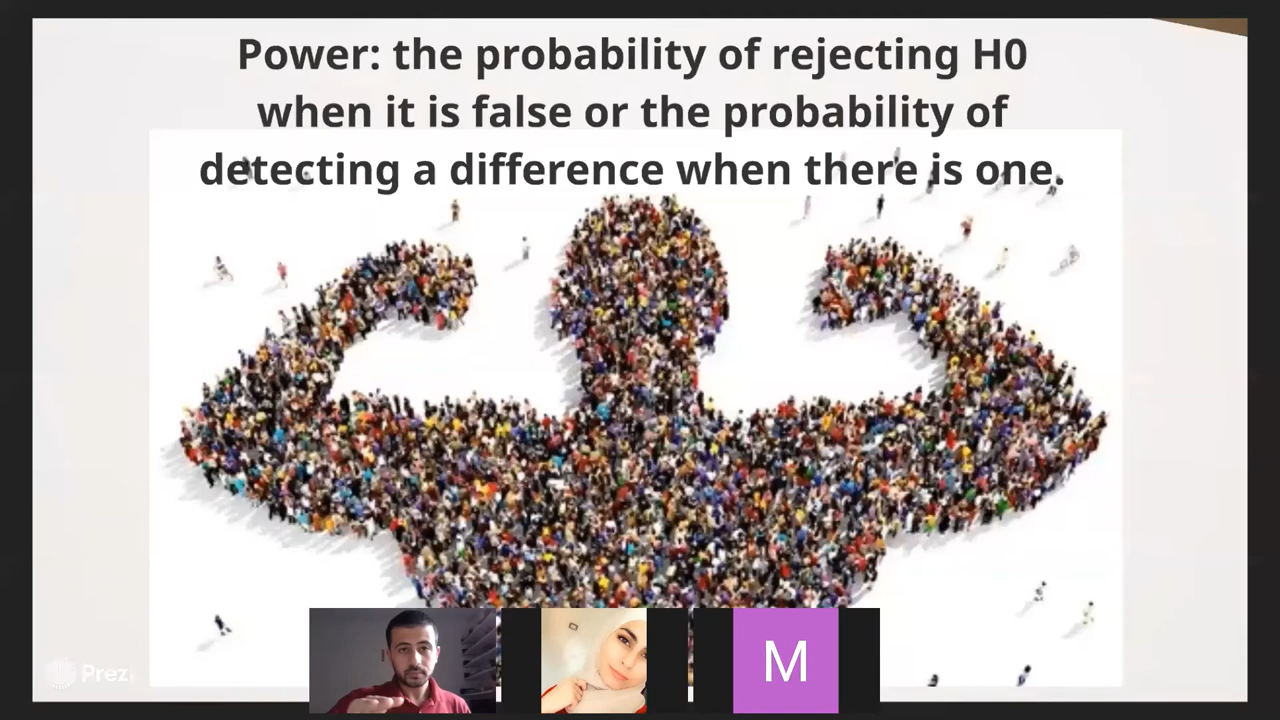 Power: the probability of rejecting H0
when it is false or the probability of
detecting a difference when there is one.
Prezi
M